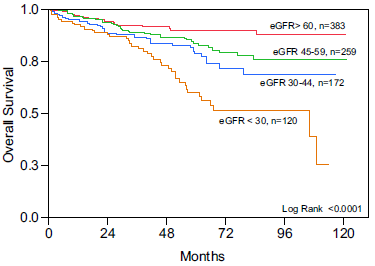 1.0
eGFR> 60, n=383
eGFR 45-59, n=259
0.8
eGFR 30-44, n=172
Overall Survival
0.5
eGFR < 30, n=120
0.3
Log Rank <0.0001
0.0
0 24 48 72 96 120
Months